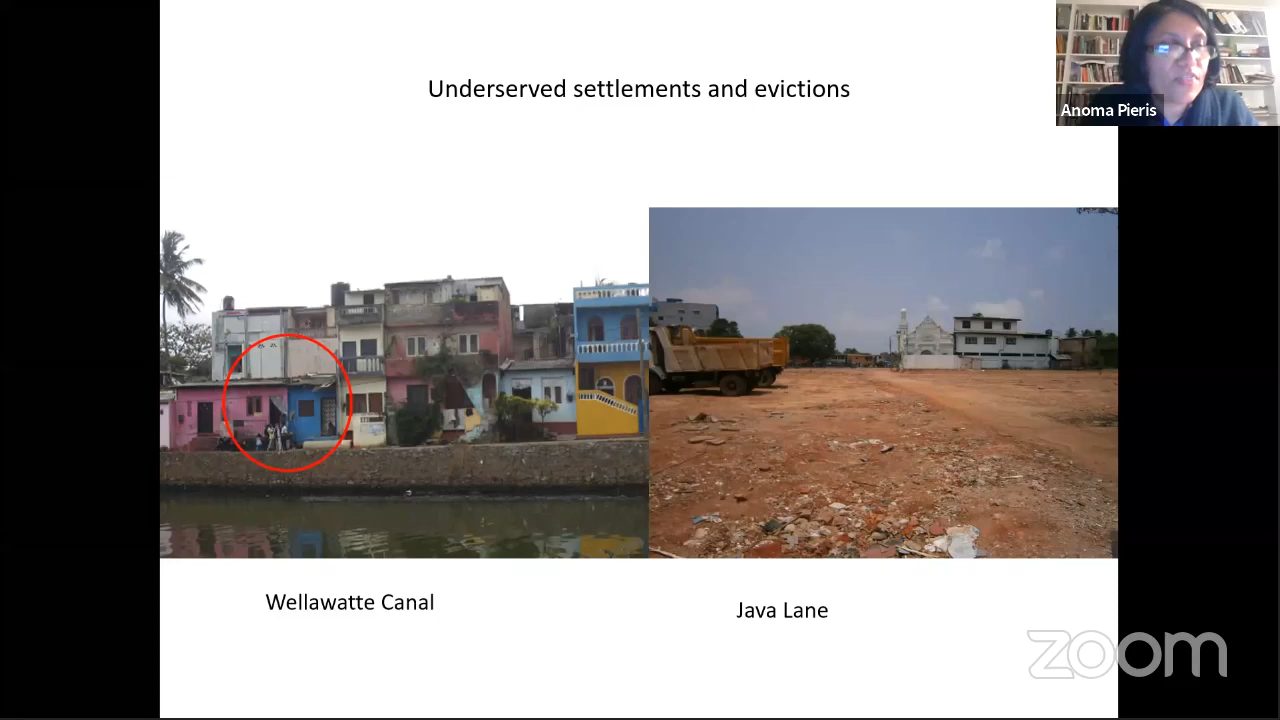 Underserved settlements and evictions
Anoma Pieris
Wellawatte Canal
Java Lane
zoom